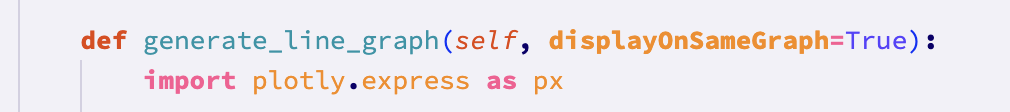 def generate_line_graph(self, displayOnSameGraph=True):
import plotly.express as px